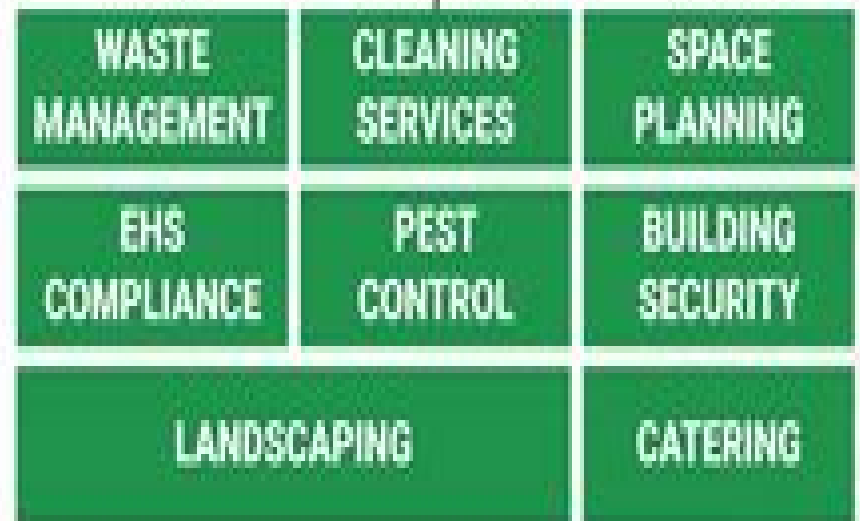 WASTE
MANAGEMENT
CLEANING
SERVICES
SPACE
PLANNING
EHS
COMPLIANCE
PEST
CONTROL
BUILDING
SECURITY
LANDSCAPING
CATERING